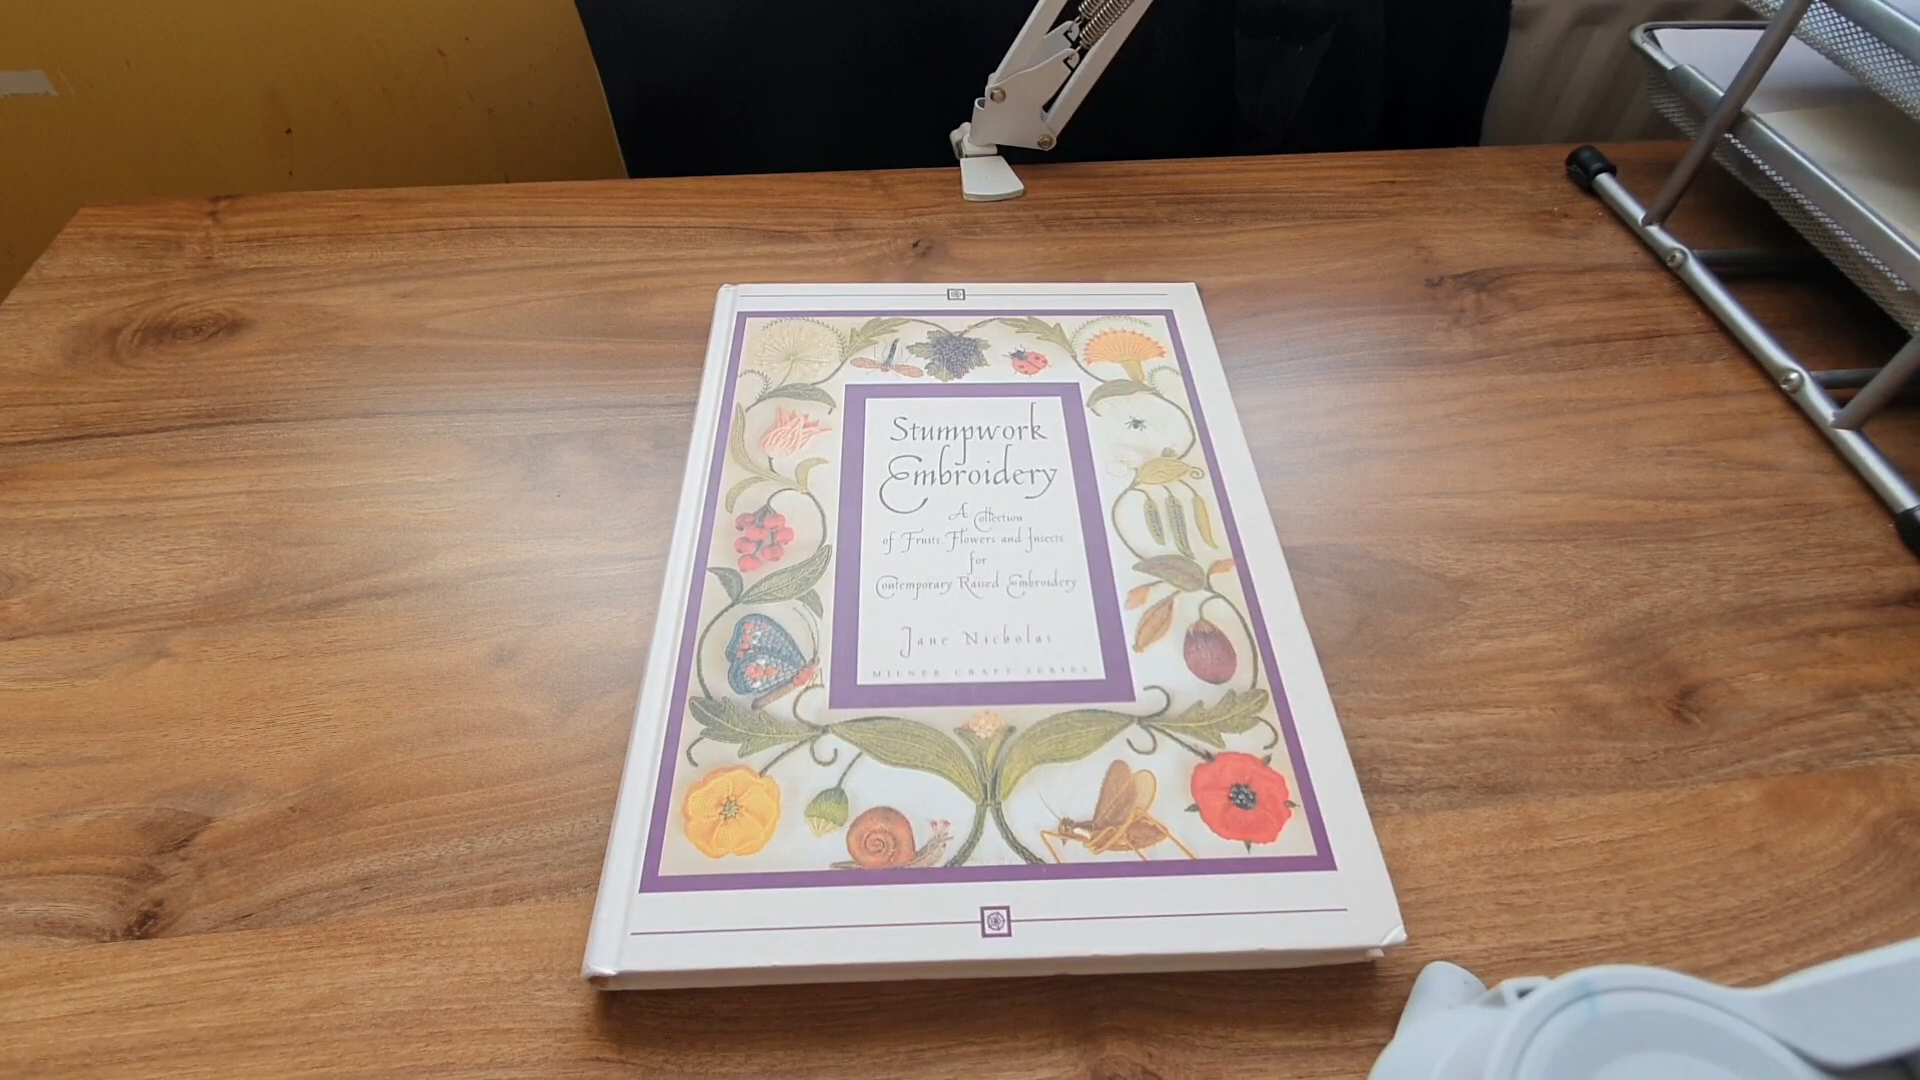 Stumpwork
Embroidery
A Collection
of Fruits, Flowers and Insects
for
Contemporary Raised Embroidery
Jane Nicholas
MILNER CRAFT SERIES